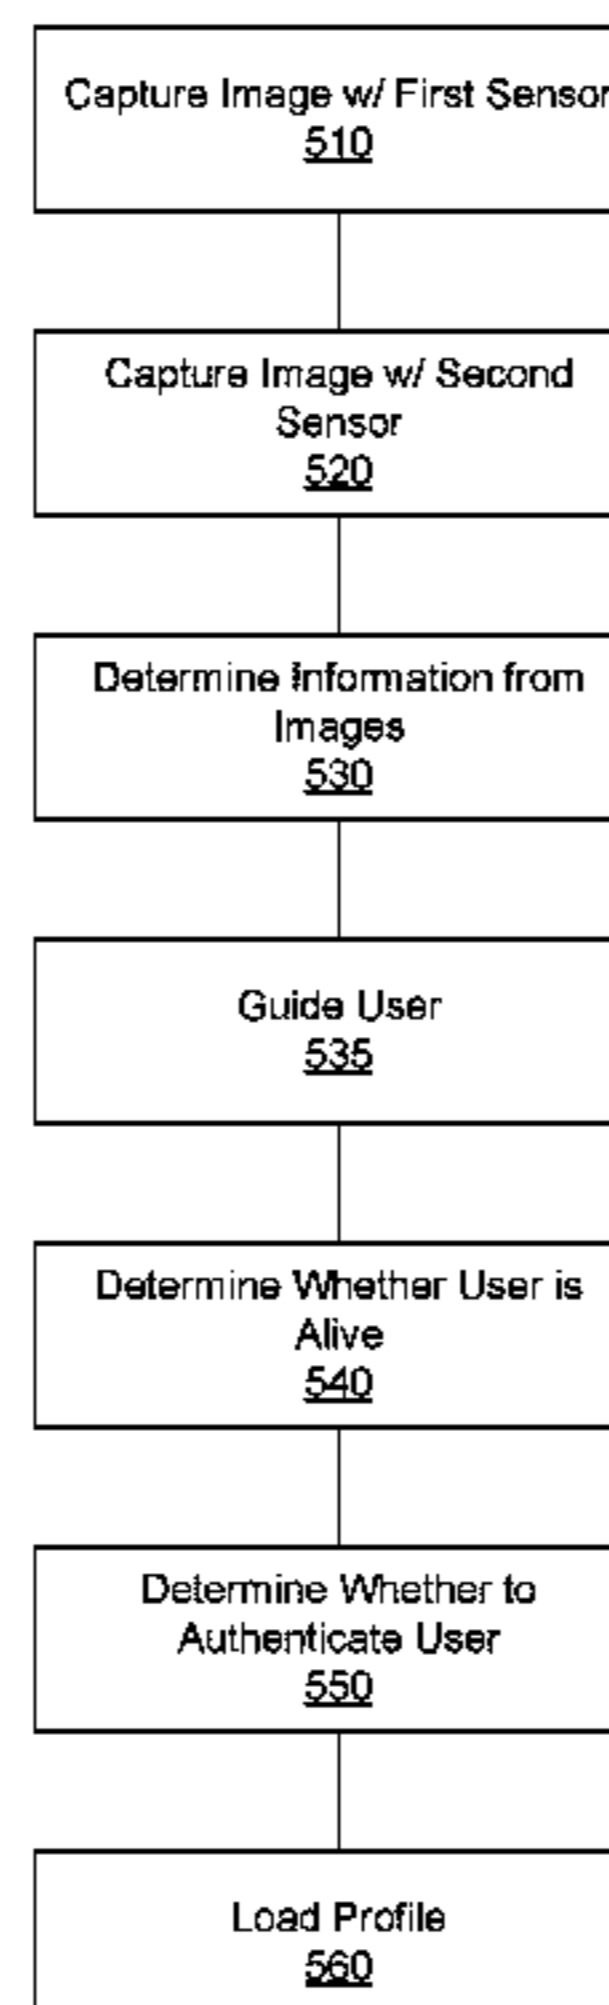 Capture Image w/ First Sensor
510
Capture Image w/ Second
Sensor
520
Determine Information from
Images
530
Guide User
535
Determine Whether User is
Alive
540
Determine Whether to
Authenticate User
550
Load Profile
560